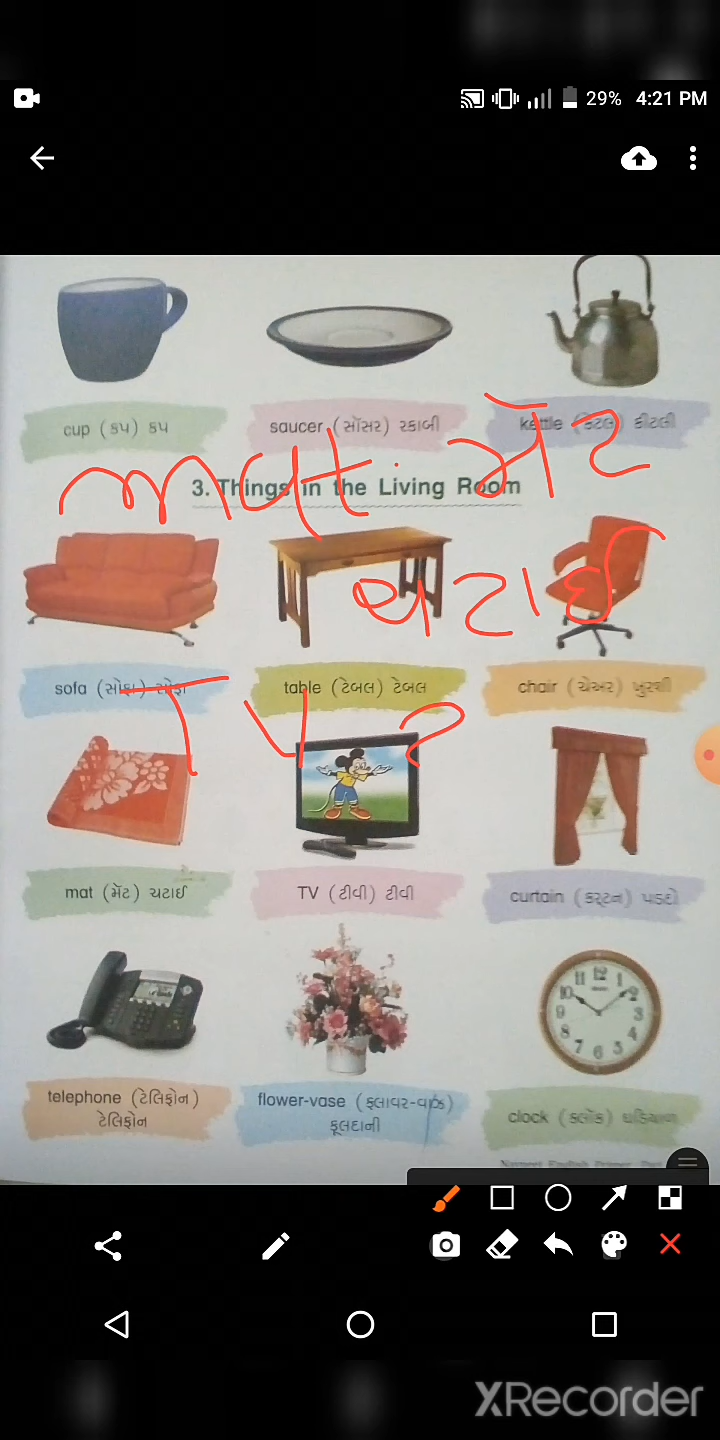 29% 4:21 PM
cup (કપ) કપ
saucer (સૉસર) રકાબી
kettle (કેટલ) કીટલી
mat. મેંટ
3. Things in the Living Room
ચટાઈ
sofa (સોફા) સોફા
table (ટેબલ) ટેબલ
chair (ચેઅર) ખુરશી
T
mat (મૅટ) ચટાઈ
TV (ટીવી) ટીવી
curtain (કર્ટન) પડદો
telephone (ટેલિફોન)
ટેલિફોન
flower-vase (ફ્લાવર-વાઝ)
ફૂલદાની
clock (ક્લૉક) ઘડિયાળ
XRecorder